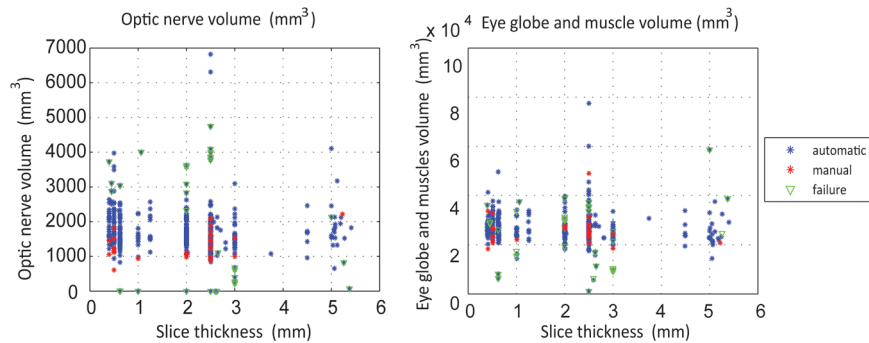 Optic nerve volume (mm3)
Optic nerve volume (mm3)
7000
6000
5000
4000
3000
2000
1000
0
0 1 2 3 4 5 6
Slice thickness (mm)
Eye globe and muscle volume (mm3)
x 10 4
Eye globe and muscles volume (mm3)
10
8
6
4
2
0
0 1 2 3 4 5 6
Slice thickness (mm)
automatic
manual
failure